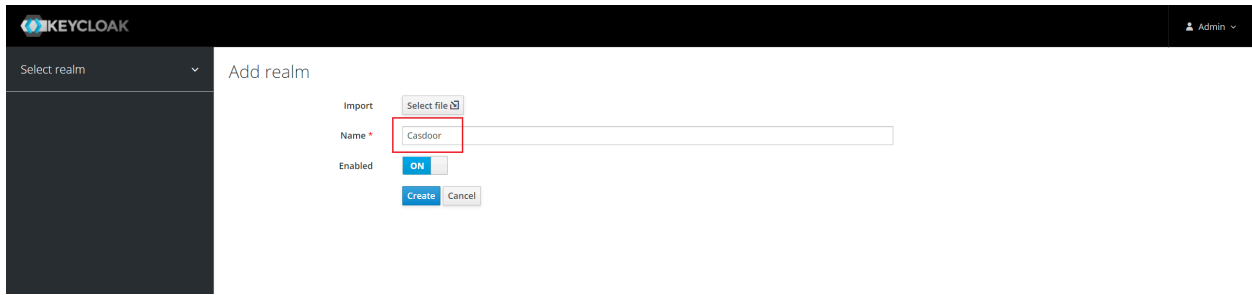 KEYCLOAK
Admin
Select realm
Add realm
Import Select file
Name * Casdoor
Enabled ON
Create Cancel